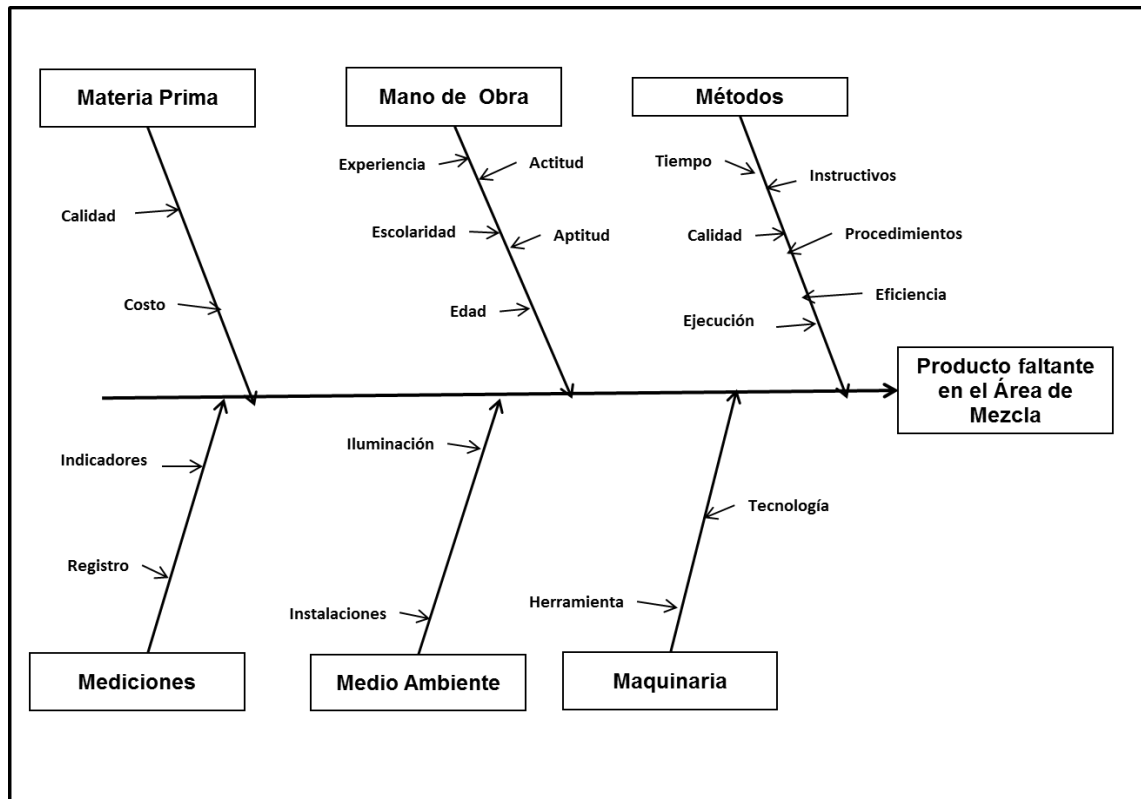 Materia Prima
Mano de Obra
Métodos
Experiencia
Actitud
Tiempo
Instructivos
Calidad
Escolaridad
Aptitud
Calidad
Procedimientos
Costo
Edad
Eficiencia
Ejecución
Producto faltante
en el Área de
Mezcla
Indicadores
Iluminación
Tecnología
Registro
Instalaciones
Herramienta
Mediciones
Medio Ambiente
Maquinaria